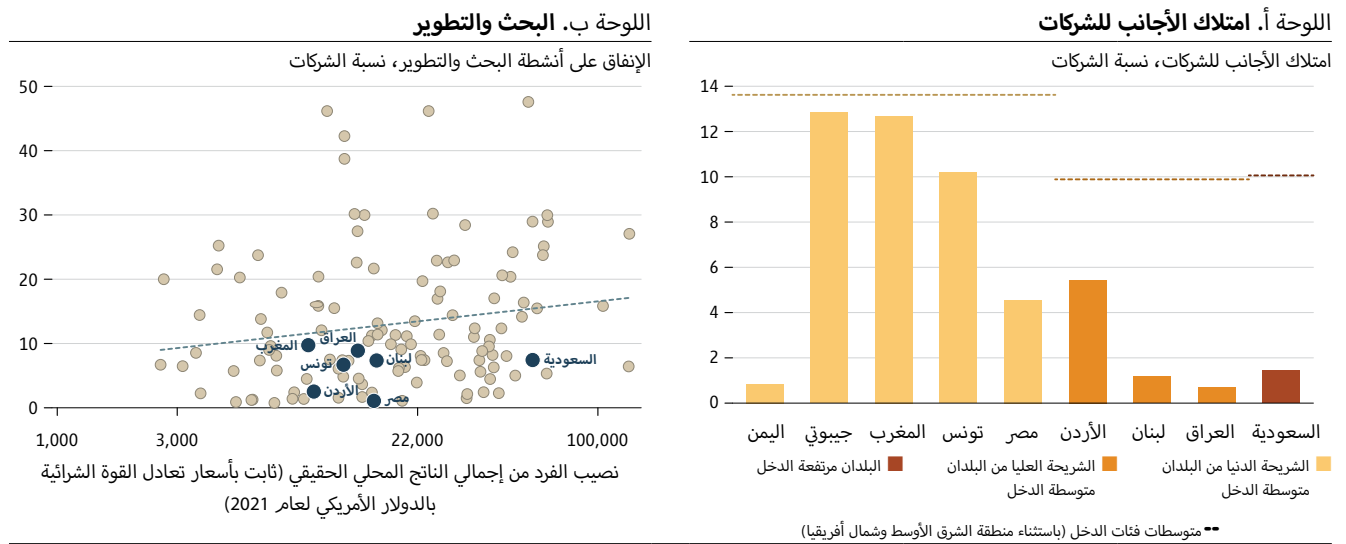 اللوحة أ. امتلاك الأجانب للشركات
امتلاك الأجانب للشركات، نسبة الشركات
14
12
10
8
6
4
2
0
السعودية العراق لبنان الأردن مصر تونس المغرب جيبوتي اليمن
الشريحة الدنيا من البلدان متوسطة الدخل
الشريحة العليا من البلدان متوسطة الدخل
البلدان مرتفعة الدخل
متوسطات فئات الدخل (باستثناء منطقة الشرق الأوسط وشمال أفريقيا)
اللوحة ب. البحث والتطوير
الإنفاق على أنشطة البحث والتطوير، نسبة الشركات
50
40
30
20
10
0
المغرب
العراق
تونس
لبنان
السعودية
الأردن
مصر
1,000 3,000 22,000 100,000
نصيب الفرد من إجمالي الناتج المحلي الحقيقي (ثابت بأسعار تعادل القوة الشرائية
بالدولار الأمريكي لعام 2021)